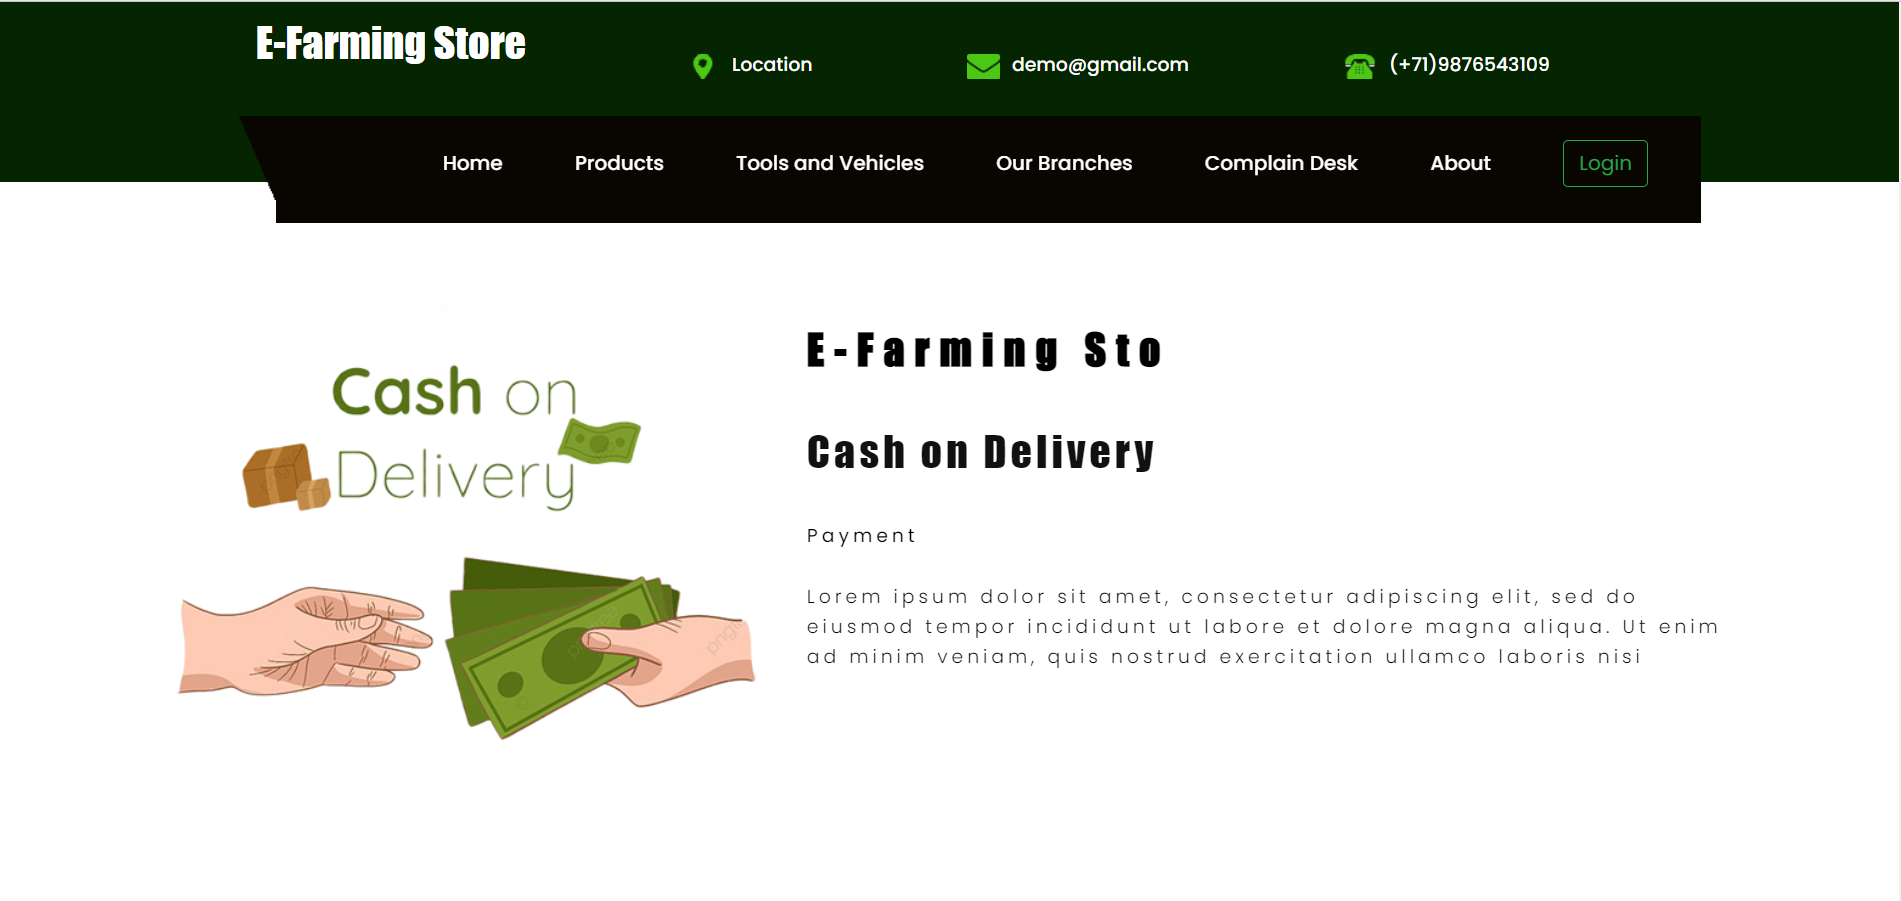 E-Farming Store
Location
demo@gmail.com
(+71)9876543109
Home
Products
Tools and Vehicles
Our Branches
Complain Desk
About
Login
Cash on
Delivery
E-Farming Sto
Cash on Delivery
Payment
Lorem ipsum dolor sit amet, consectetur adipiscing elit, sed do
eiusmod tempor incididunt ut labore et dolore magna aliqua. Ut enim
ad minim veniam, quis nostrud exercitation ullamco laboris nisi